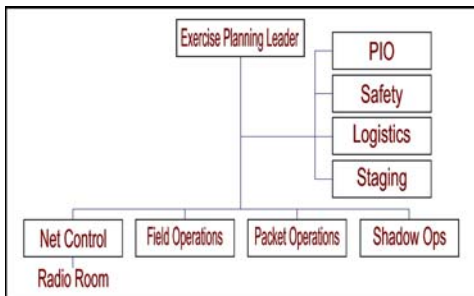 Exercise Planning Leader
PIO
Safety
Logistics
Staging
Net Control
Field Operations
Packet Operations
Shadow Ops
Radio Room